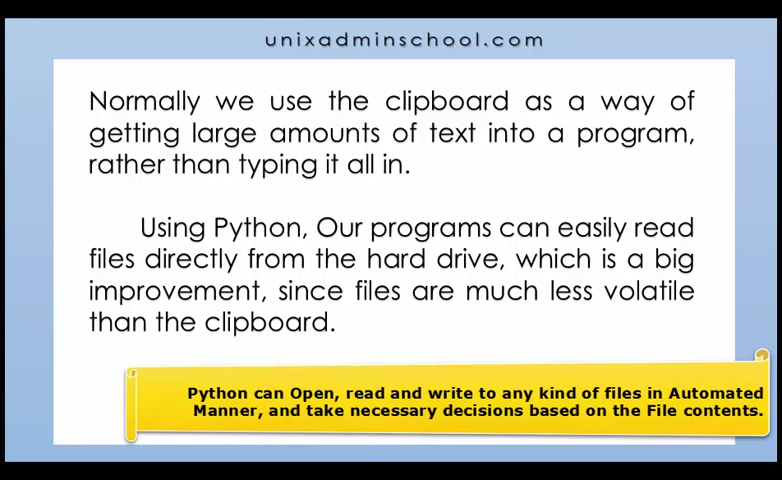 unixadminschool.com
Normally we use the clipboard as a way of
getting large amounts of text into a program,
rather than typing it all in.
Using Python, Our programs can easily read
files directly from the hard drive, which is a big
improvement, since files are much less volatile
than the clipboard.
Python can Open, read and write to any kind of files in Automated
Manner, and take necessary decisions based on the File contents.